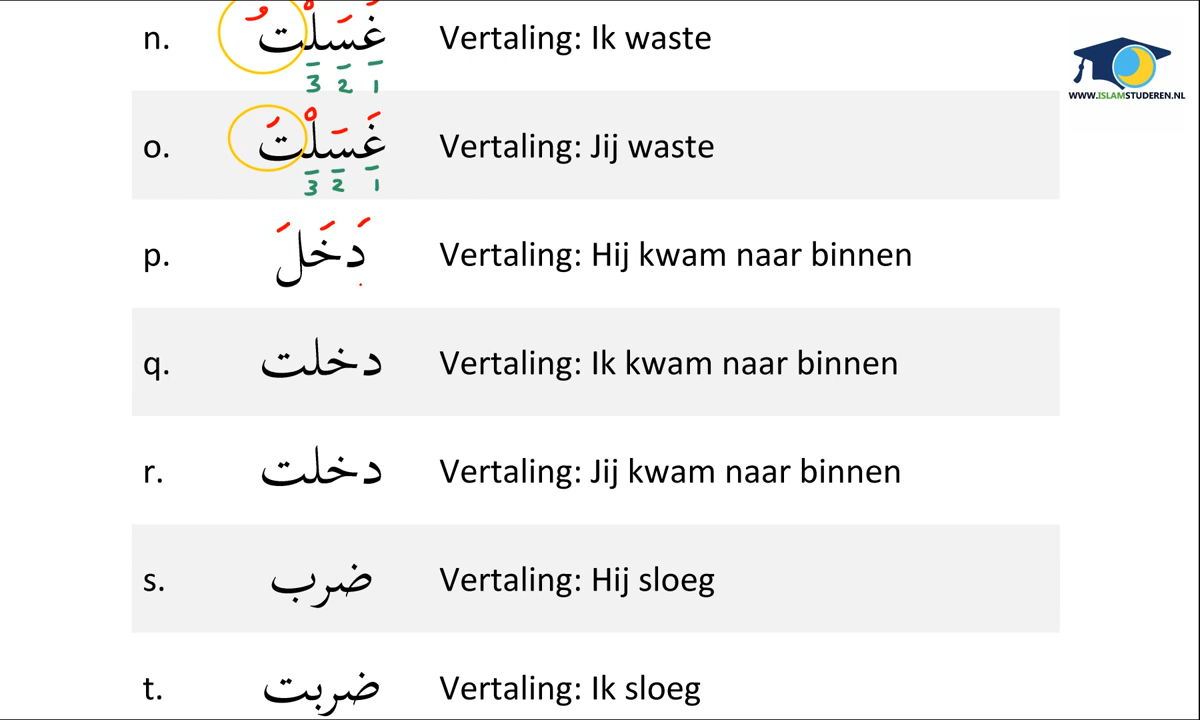 n. غَسَلْتُ Vertaling: Ik waste
3 2 1
WWW.ISLAMSTUDEREN.NL
o. غَسَلْتَ Vertaling: Jij waste
3 2 1
p. دَخَلَ Vertaling: Hij kwam naar binnen
q. دخلت Vertaling: Ik kwam naar binnen
r. دخلت Vertaling: Jij kwam naar binnen
s. ضرب Vertaling: Hij sloeg
t. ضربت Vertaling: Ik sloeg